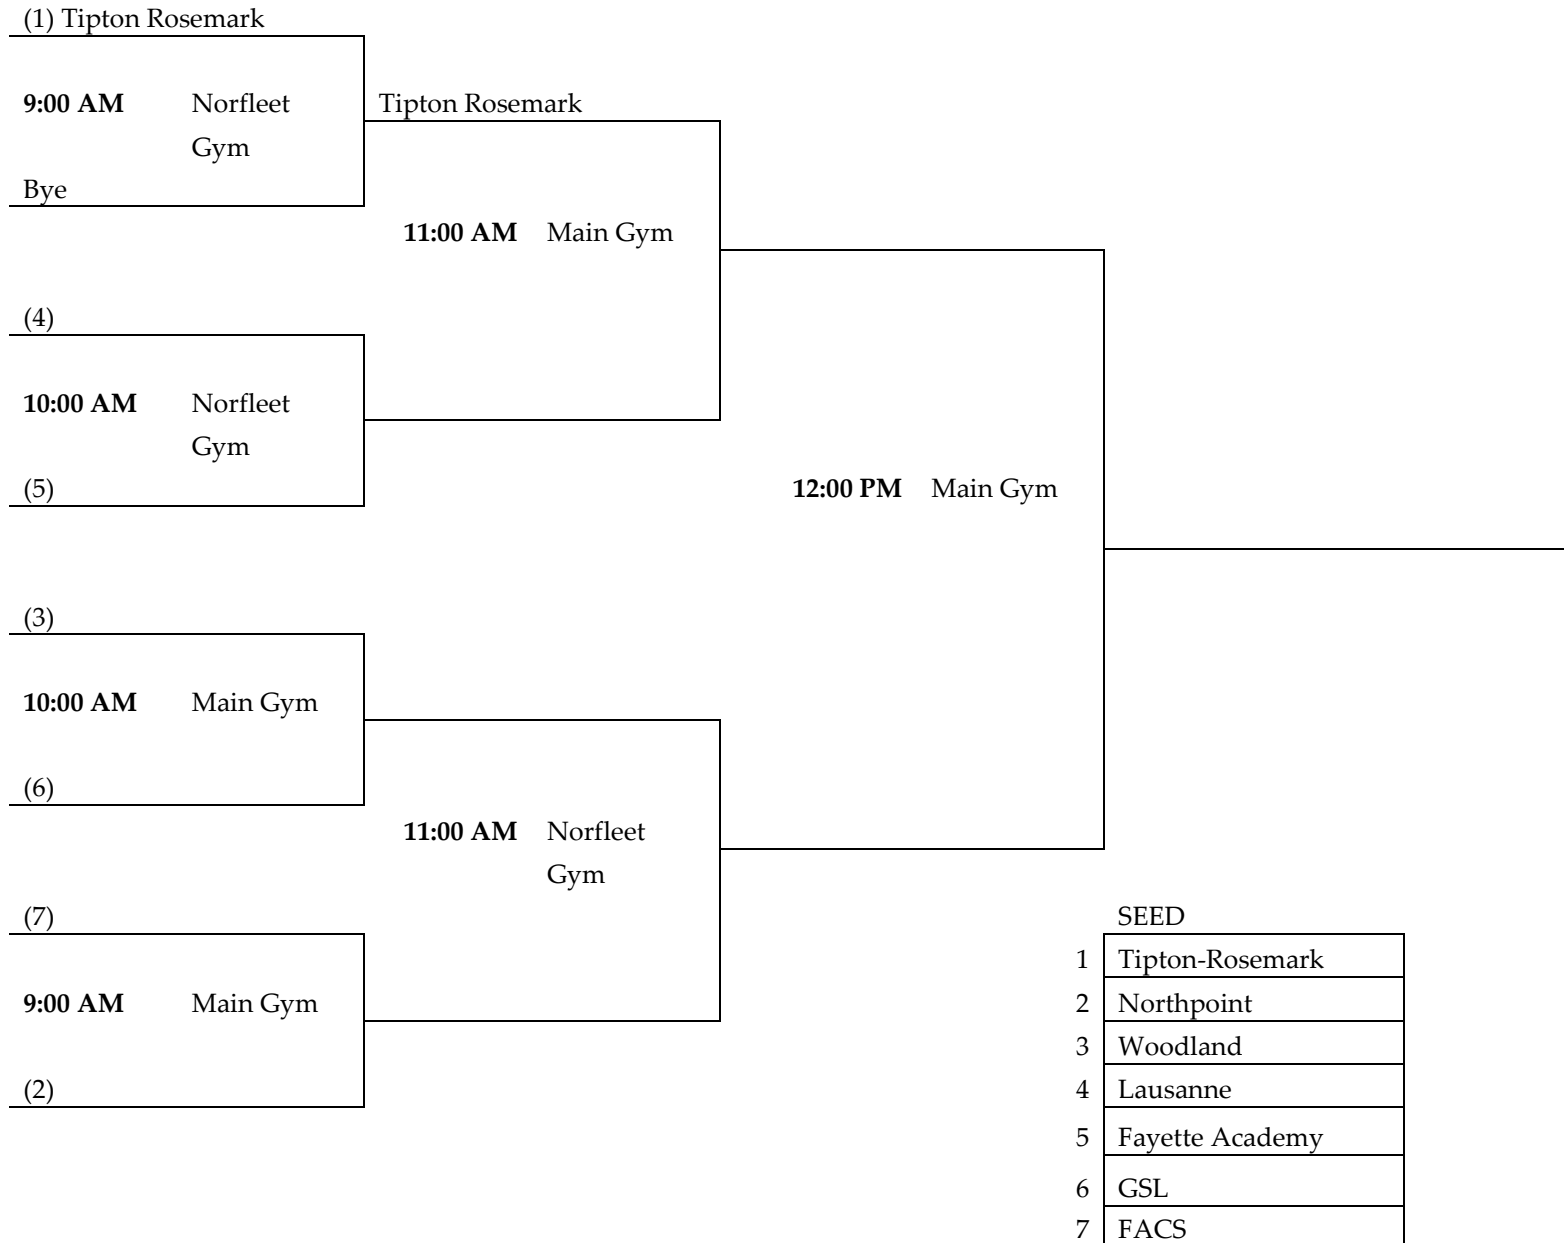 (1) Tipton Rosemark
9:00 AM Norfleet Tipton Rosemark
Gym
Bye
11:00 AM Main Gym
(4)
10:00 AM Norfleet
Gym
(5) 12:00 PM Main Gym
(3)
10:00 AM Main Gym
(6)
11:00 AM Norfleet
Gym
(7) SEED
1 Tipton-Rosemark
9:00 AM Main Gym 2 Northpoint
3 Woodland
(2) 4 Lausanne
5 Fayette Academy
6 GSL
7 FACS